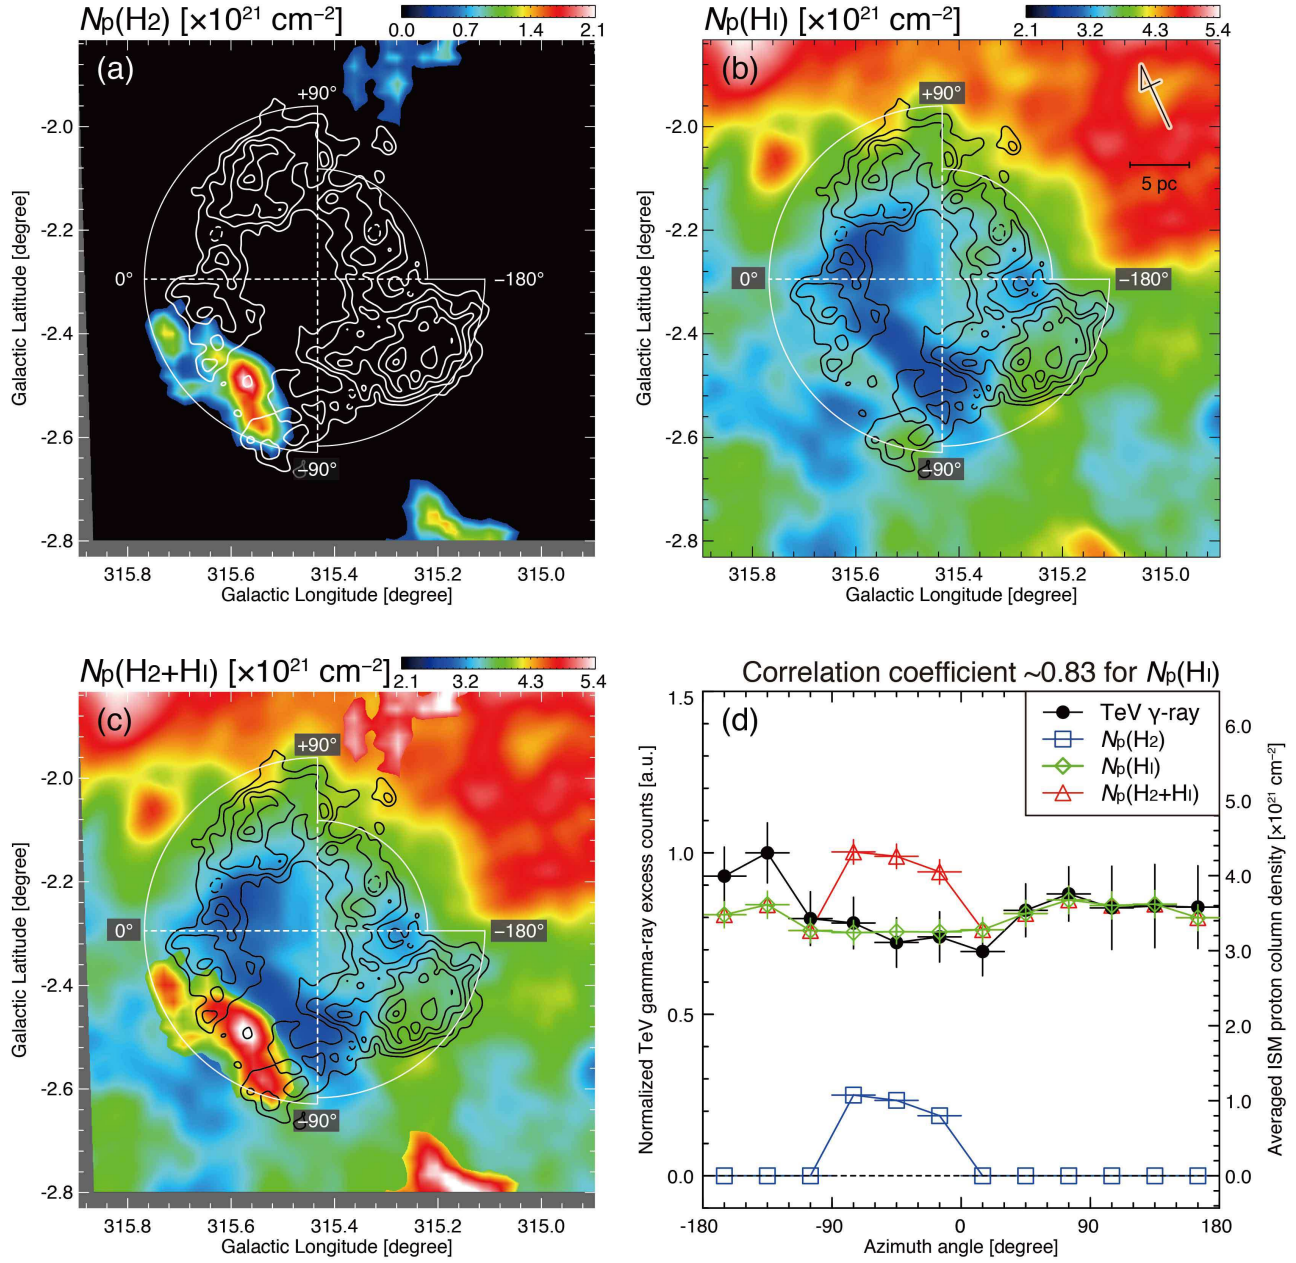 Np(H2) [×10²¹ cm⁻²]
0.0 0.7 1.4 2.1
(a)
+90°
0°
−180°
−90°
-2.0
-2.2
-2.4
-2.6
-2.8
Galactic Latitude [degree]
315.8 315.6 315.4 315.2 315.0
Galactic Longitude [degree]
Np(HI) [×10²¹ cm⁻²]
2.1 3.2 4.3 5.4
(b)
+90°
5 pc
0°
−180°
−90°
-2.0
-2.2
-2.4
-2.6
-2.8
Galactic Latitude [degree]
315.8 315.6 315.4 315.2 315.0
Galactic Longitude [degree]
Np(H2+HI) [×10²¹ cm⁻²]
2.1 3.2 4.3 5.4
(c)
+90°
0°
−180°
−90°
-2.0
-2.2
-2.4
-2.6
-2.8
Galactic Latitude [degree]
315.8 315.6 315.4 315.2 315.0
Galactic Longitude [degree]
Correlation coefficient ~0.83 for Np(HI)
(d)
TeV γ-ray
Np(H2)
Np(HI)
Np(H2+HI)
1.5
1.0
0.5
0.0
Normalized TeV gamma-ray excess counts [a.u.]
6.0
5.0
4.0
3.0
2.0
1.0
0.0
Averaged ISM proton column density [×10²¹ cm⁻²]
-180 -90 0 90 180
Azimuth angle [degree]